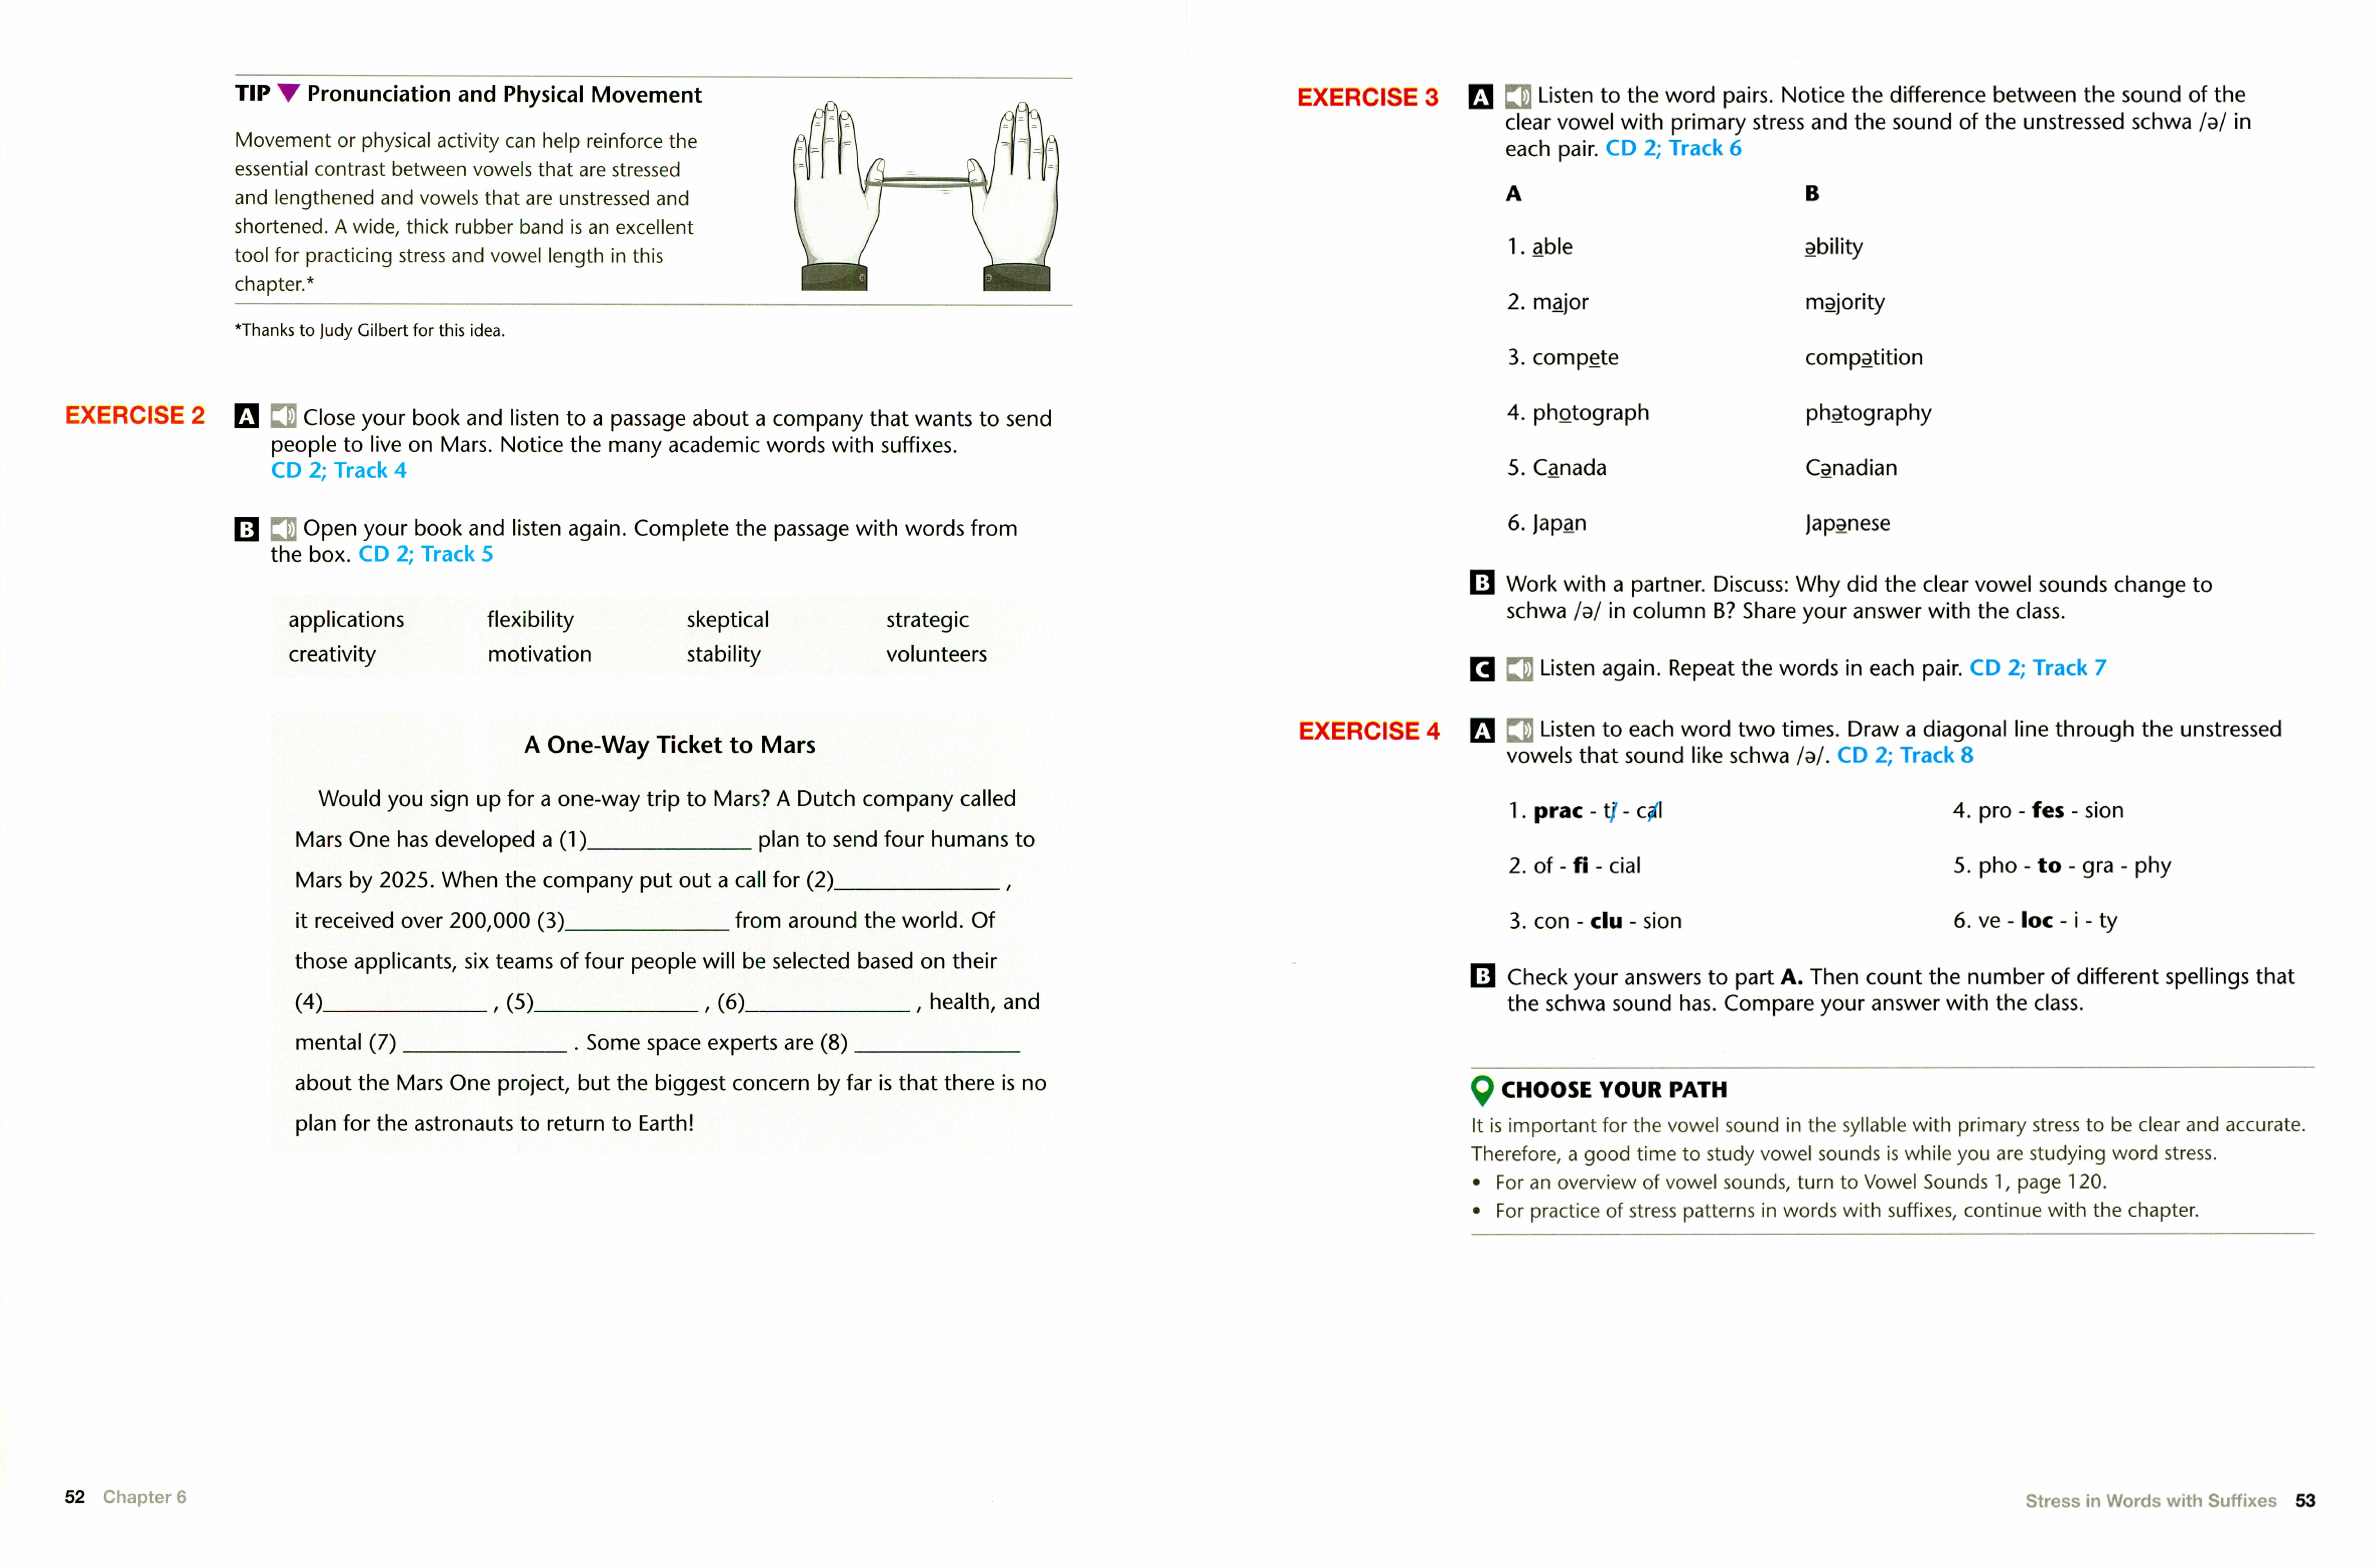 TIP ▼ Pronunciation and Physical Movement
Movement or physical activity can help reinforce the
essential contrast between vowels that are stressed
and lengthened and vowels that are unstressed and
shortened. A wide, thick rubber band is an excellent
tool for practicing stress and vowel length in this
chapter.*
*Thanks to Judy Gilbert for this idea.
EXERCISE 2 A Close your book and listen to a passage about a company that wants to send
people to live on Mars. Notice the many academic words with suffixes.
CD 2; Track 4
B Open your book and listen again. Complete the passage with words from
the box. CD 2; Track 5
applications flexibility skeptical strategic
creativity motivation stability volunteers
A One-Way Ticket to Mars
Would you sign up for a one-way trip to Mars? A Dutch company called
Mars One has developed a (1)_______________ plan to send four humans to
Mars by 2025. When the company put out a call for (2)_______________ ,
it received over 200,000 (3)_______________ from around the world. Of
those applicants, six teams of four people will be selected based on their
(4)_______________ , (5)_______________ , (6)_______________ , health, and
mental (7) _______________ . Some space experts are (8) _______________
about the Mars One project, but the biggest concern by far is that there is no
plan for the astronauts to return to Earth!
52 Chapter 6
EXERCISE 3 A Listen to the word pairs. Notice the difference between the sound of the
clear vowel with primary stress and the sound of the unstressed schwa /ə/ in
each pair. CD 2; Track 6
A B
1. able əbility
2. major məjority
3. compete compətition
4. photograph phətography
5. Canada Cənadian
6. Japan Japənese
B Work with a partner. Discuss: Why did the clear vowel sounds change to
schwa /ə/ in column B? Share your answer with the class.
C Listen again. Repeat the words in each pair. CD 2; Track 7
EXERCISE 4 A Listen to each word two times. Draw a diagonal line through the unstressed
vowels that sound like schwa /ə/. CD 2; Track 8
1. prac - ti - cal 4. pro - fes - sion
2. of - fi - cial 5. pho - to - gra - phy
3. con - clu - sion 6. ve - loc - i - ty
B Check your answers to part A. Then count the number of different spellings that
the schwa sound has. Compare your answer with the class.
CHOOSE YOUR PATH
It is important for the vowel sound in the syllable with primary stress to be clear and accurate.
Therefore, a good time to study vowel sounds is while you are studying word stress.
• For an overview of vowel sounds, turn to Vowel Sounds 1, page 120.
• For practice of stress patterns in words with suffixes, continue with the chapter.
Stress in Words with Suffixes 53